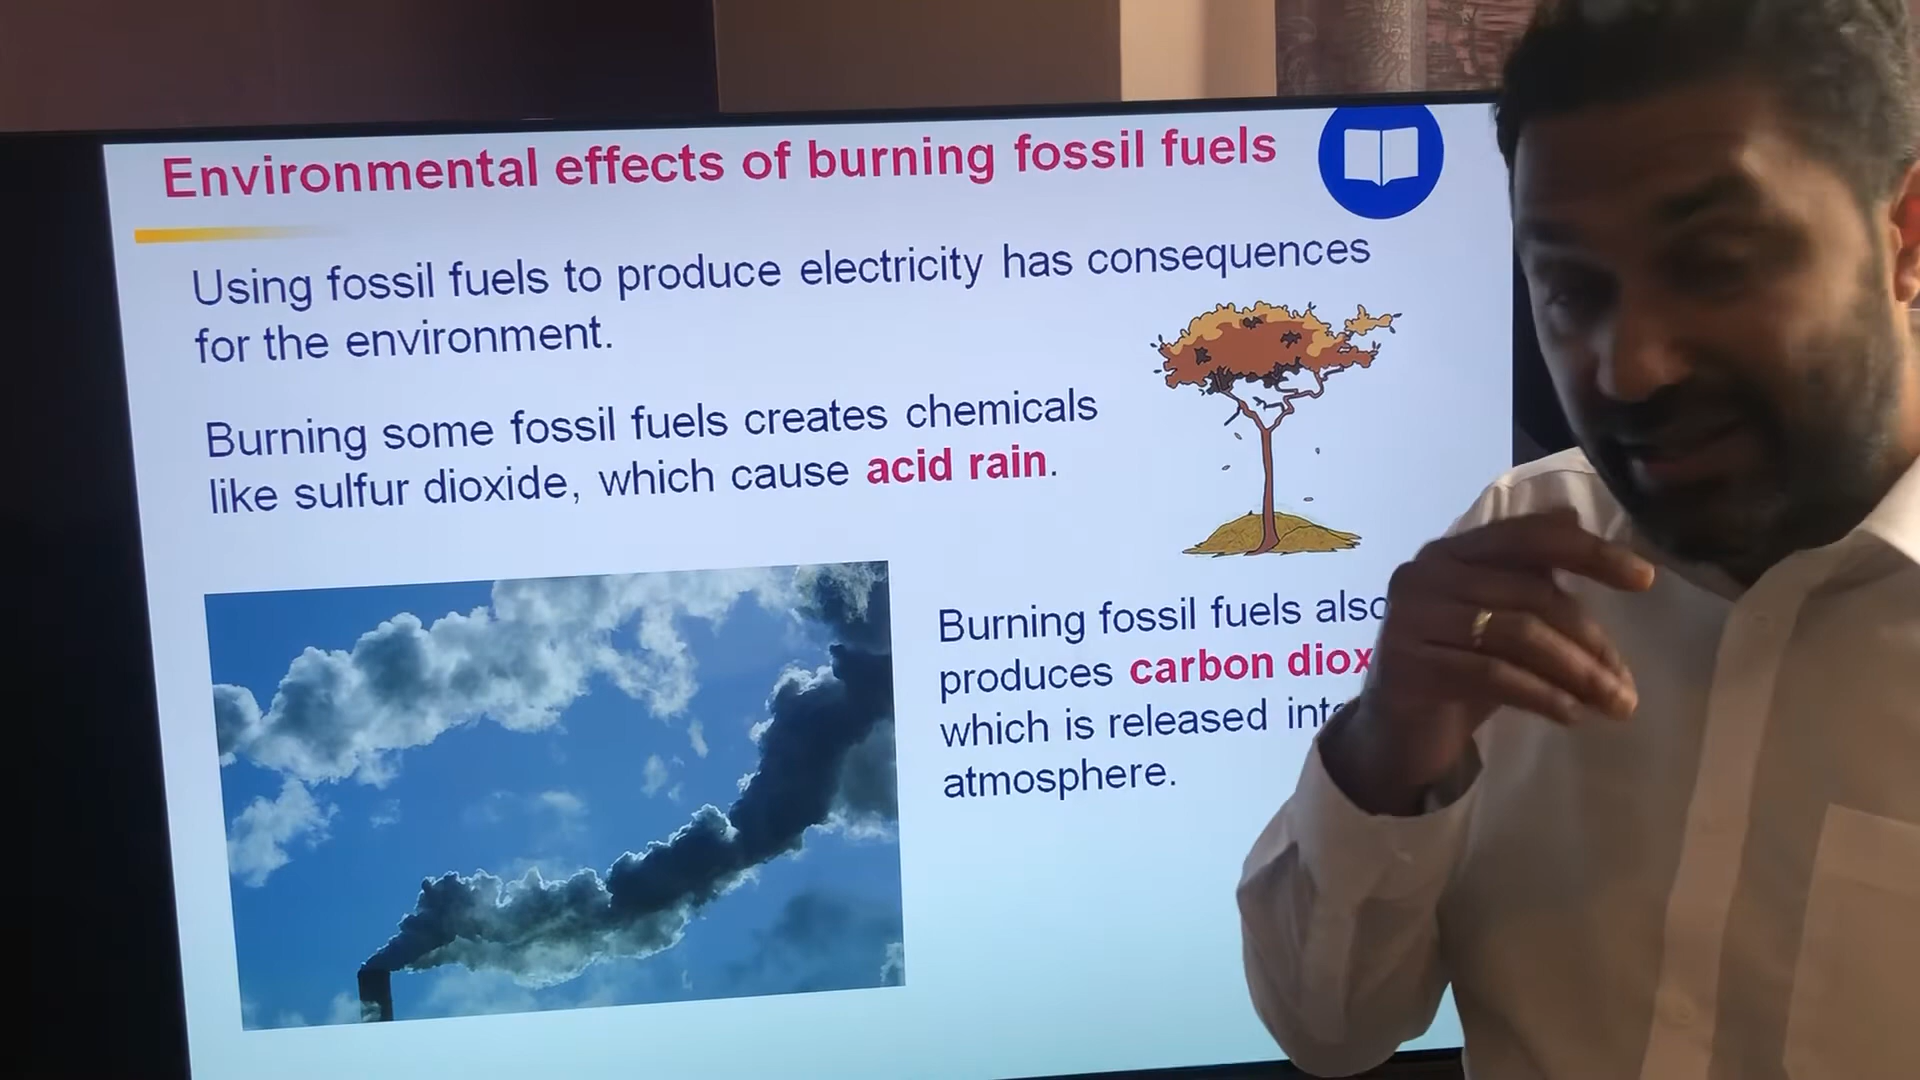 Environmental effects of burning fossil fuels
Using fossil fuels to produce electricity has consequences
for the environment.
Burning some fossil fuels creates chemicals
like sulfur dioxide, which cause acid rain.
Burning fossil fuels also
produces carbon diox
which is released into
atmosphere.